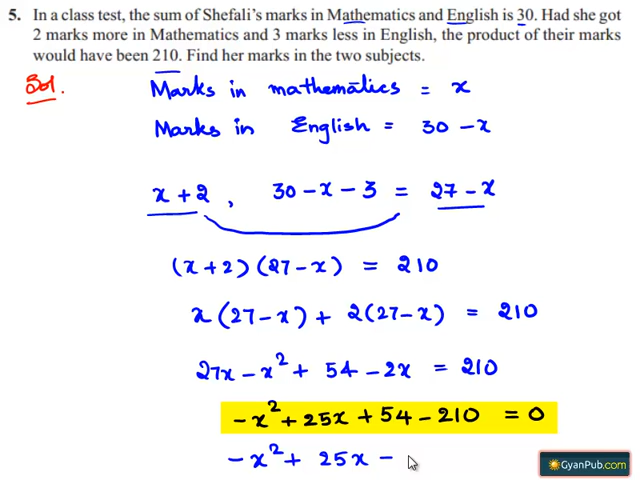 5. In a class test, the sum of Shefali's marks in Mathematics and English is 30. Had she got
2 marks more in Mathematics and 3 marks less in English, the product of their marks
would have been 210. Find her marks in the two subjects.
Sol. Marks in mathematics = x
Marks in English = 30 - x
x + 2 , 30 - x - 3 = 27 - x
(x + 2) (27 - x) = 210
x (27 - x) + 2 (27 - x) = 210
27x - x² + 54 - 2x = 210
-x² + 25x + 54 - 210 = 0
-x² + 25x -
GyanPub.com